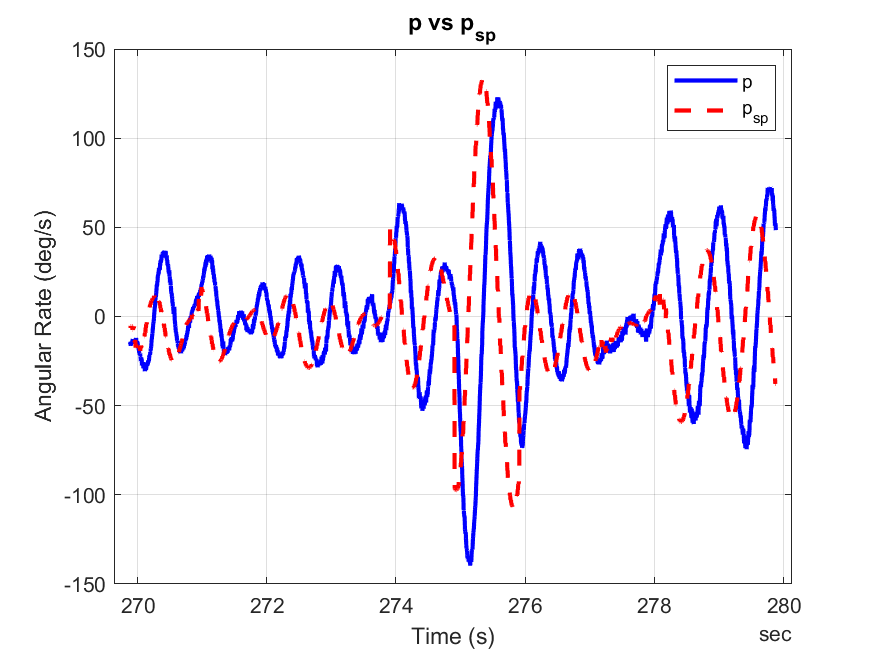 p vs p_sp
150
100
50
0
-50
-100
-150
Angular Rate (deg/s)
p
p_sp
270 272 274 276 278 280
Time (s)
sec